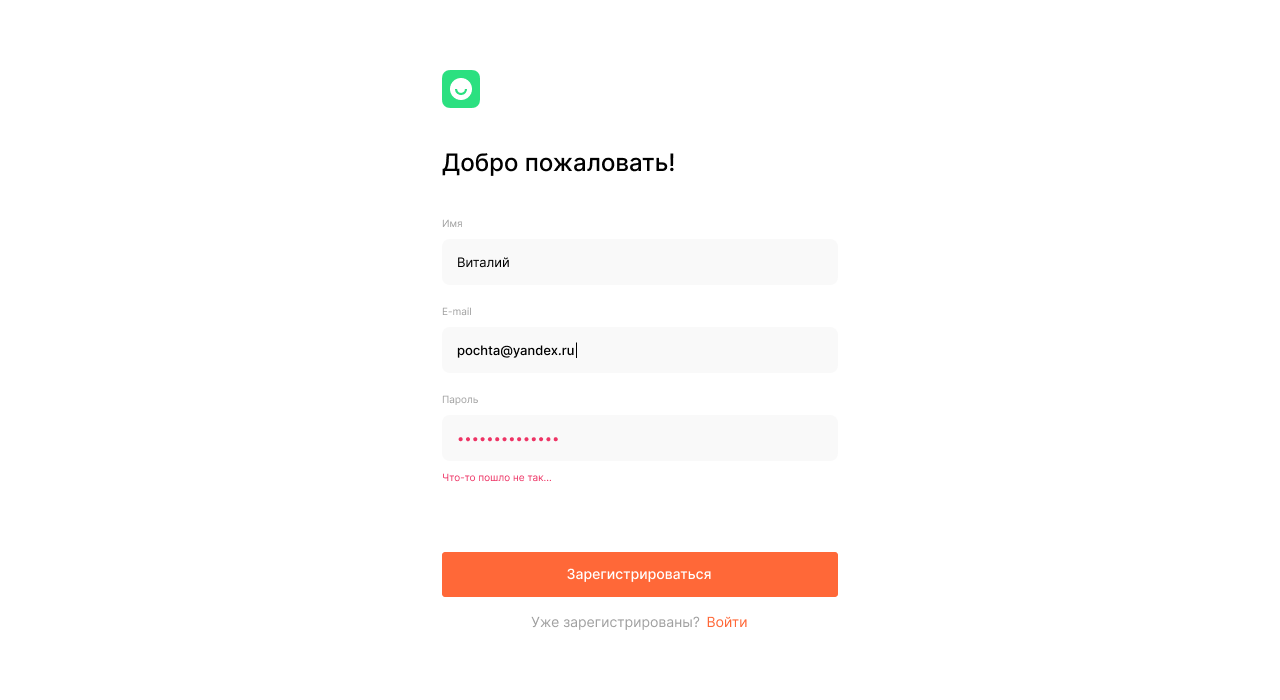 Добро пожаловать!
Имя
Виталий
E-mail
pochta@yandex.ru
Пароль
••••••••••••••
Что-то пошло не так...
Зарегистрироваться
Уже зарегистрированы? Войти